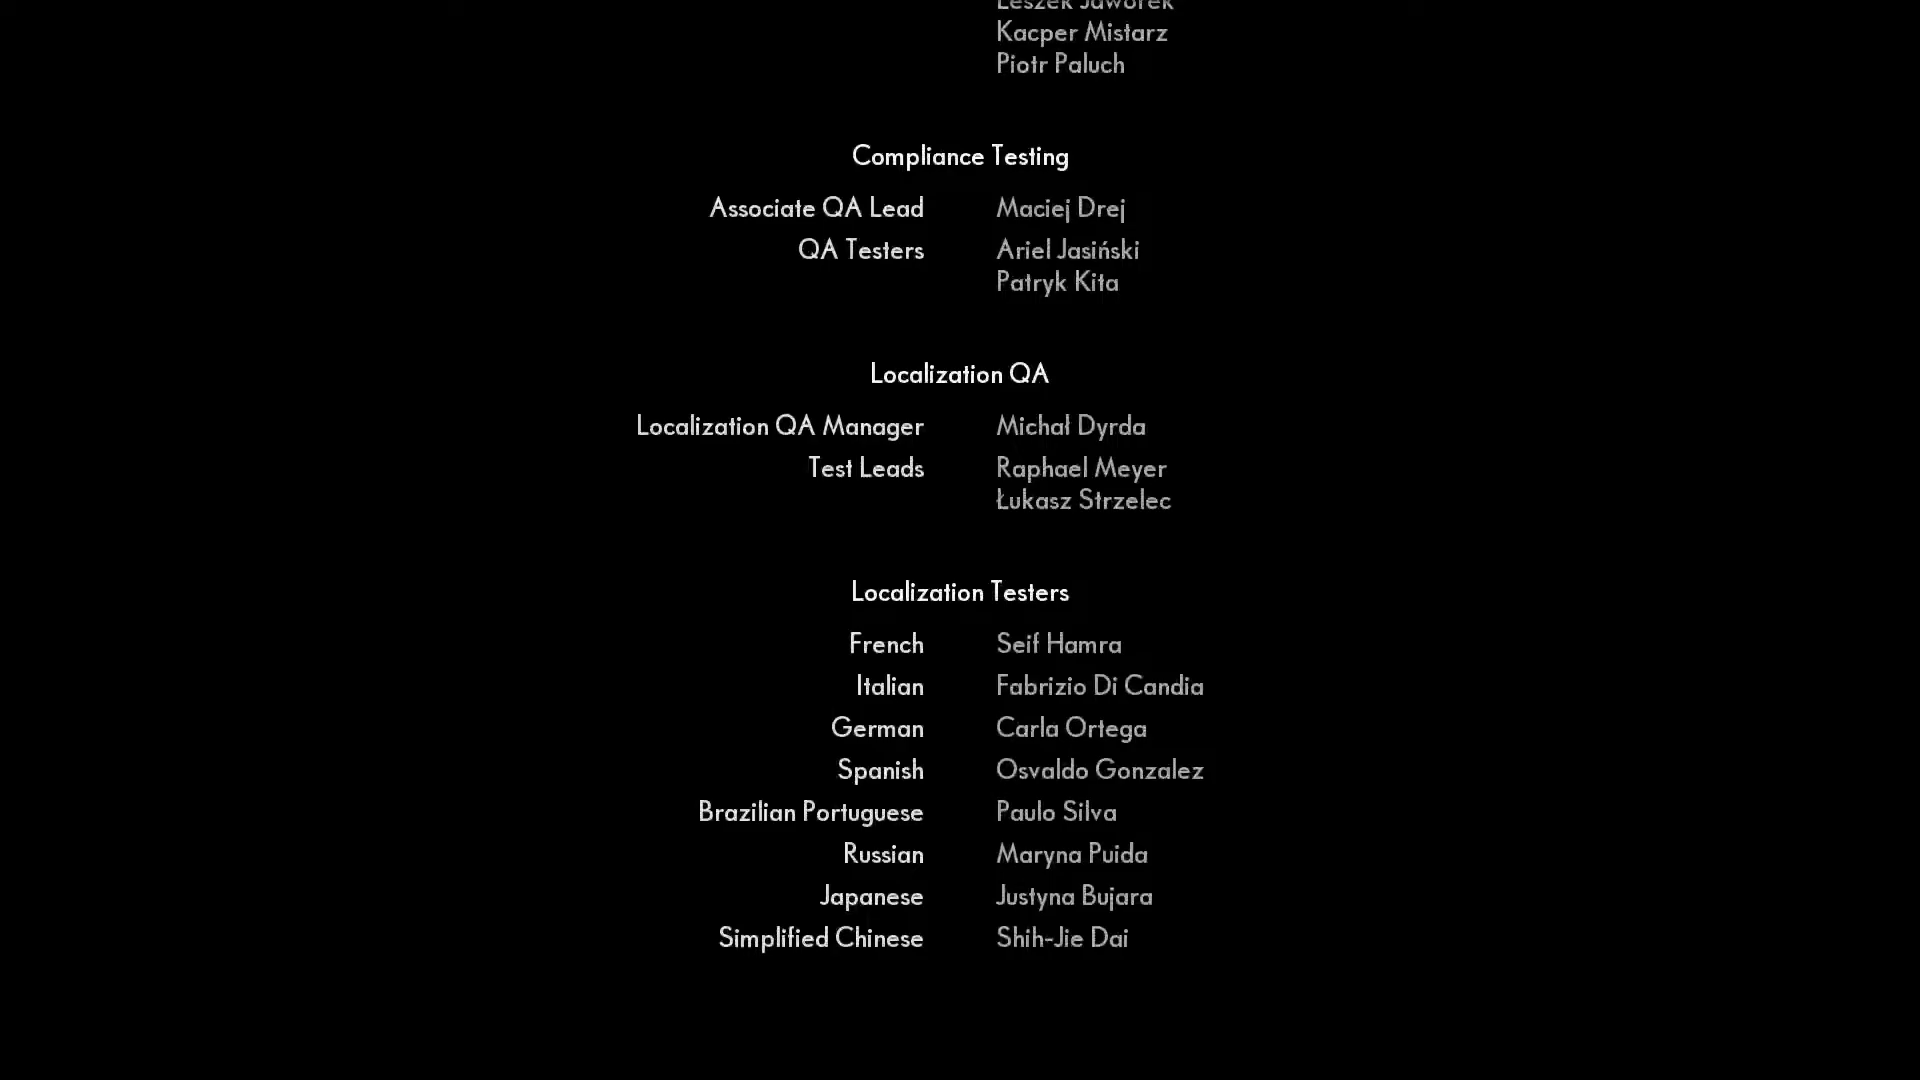 Leszek Jaworek
Kacper Mistarz
Piotr Paluch
Compliance Testing
Associate QA Lead Maciej Drej
QA Testers Ariel Jasiński
Patryk Kita
Localization QA
Localization QA Manager Michał Dyrda
Test Leads Raphael Meyer
Łukasz Strzelec
Localization Testers
French Seif Hamra
Italian Fabrizio Di Candia
German Carla Ortega
Spanish Osvaldo Gonzalez
Brazilian Portuguese Paulo Silva
Russian Maryna Puida
Japanese Justyna Bujara
Simplified Chinese Shih-Jie Dai